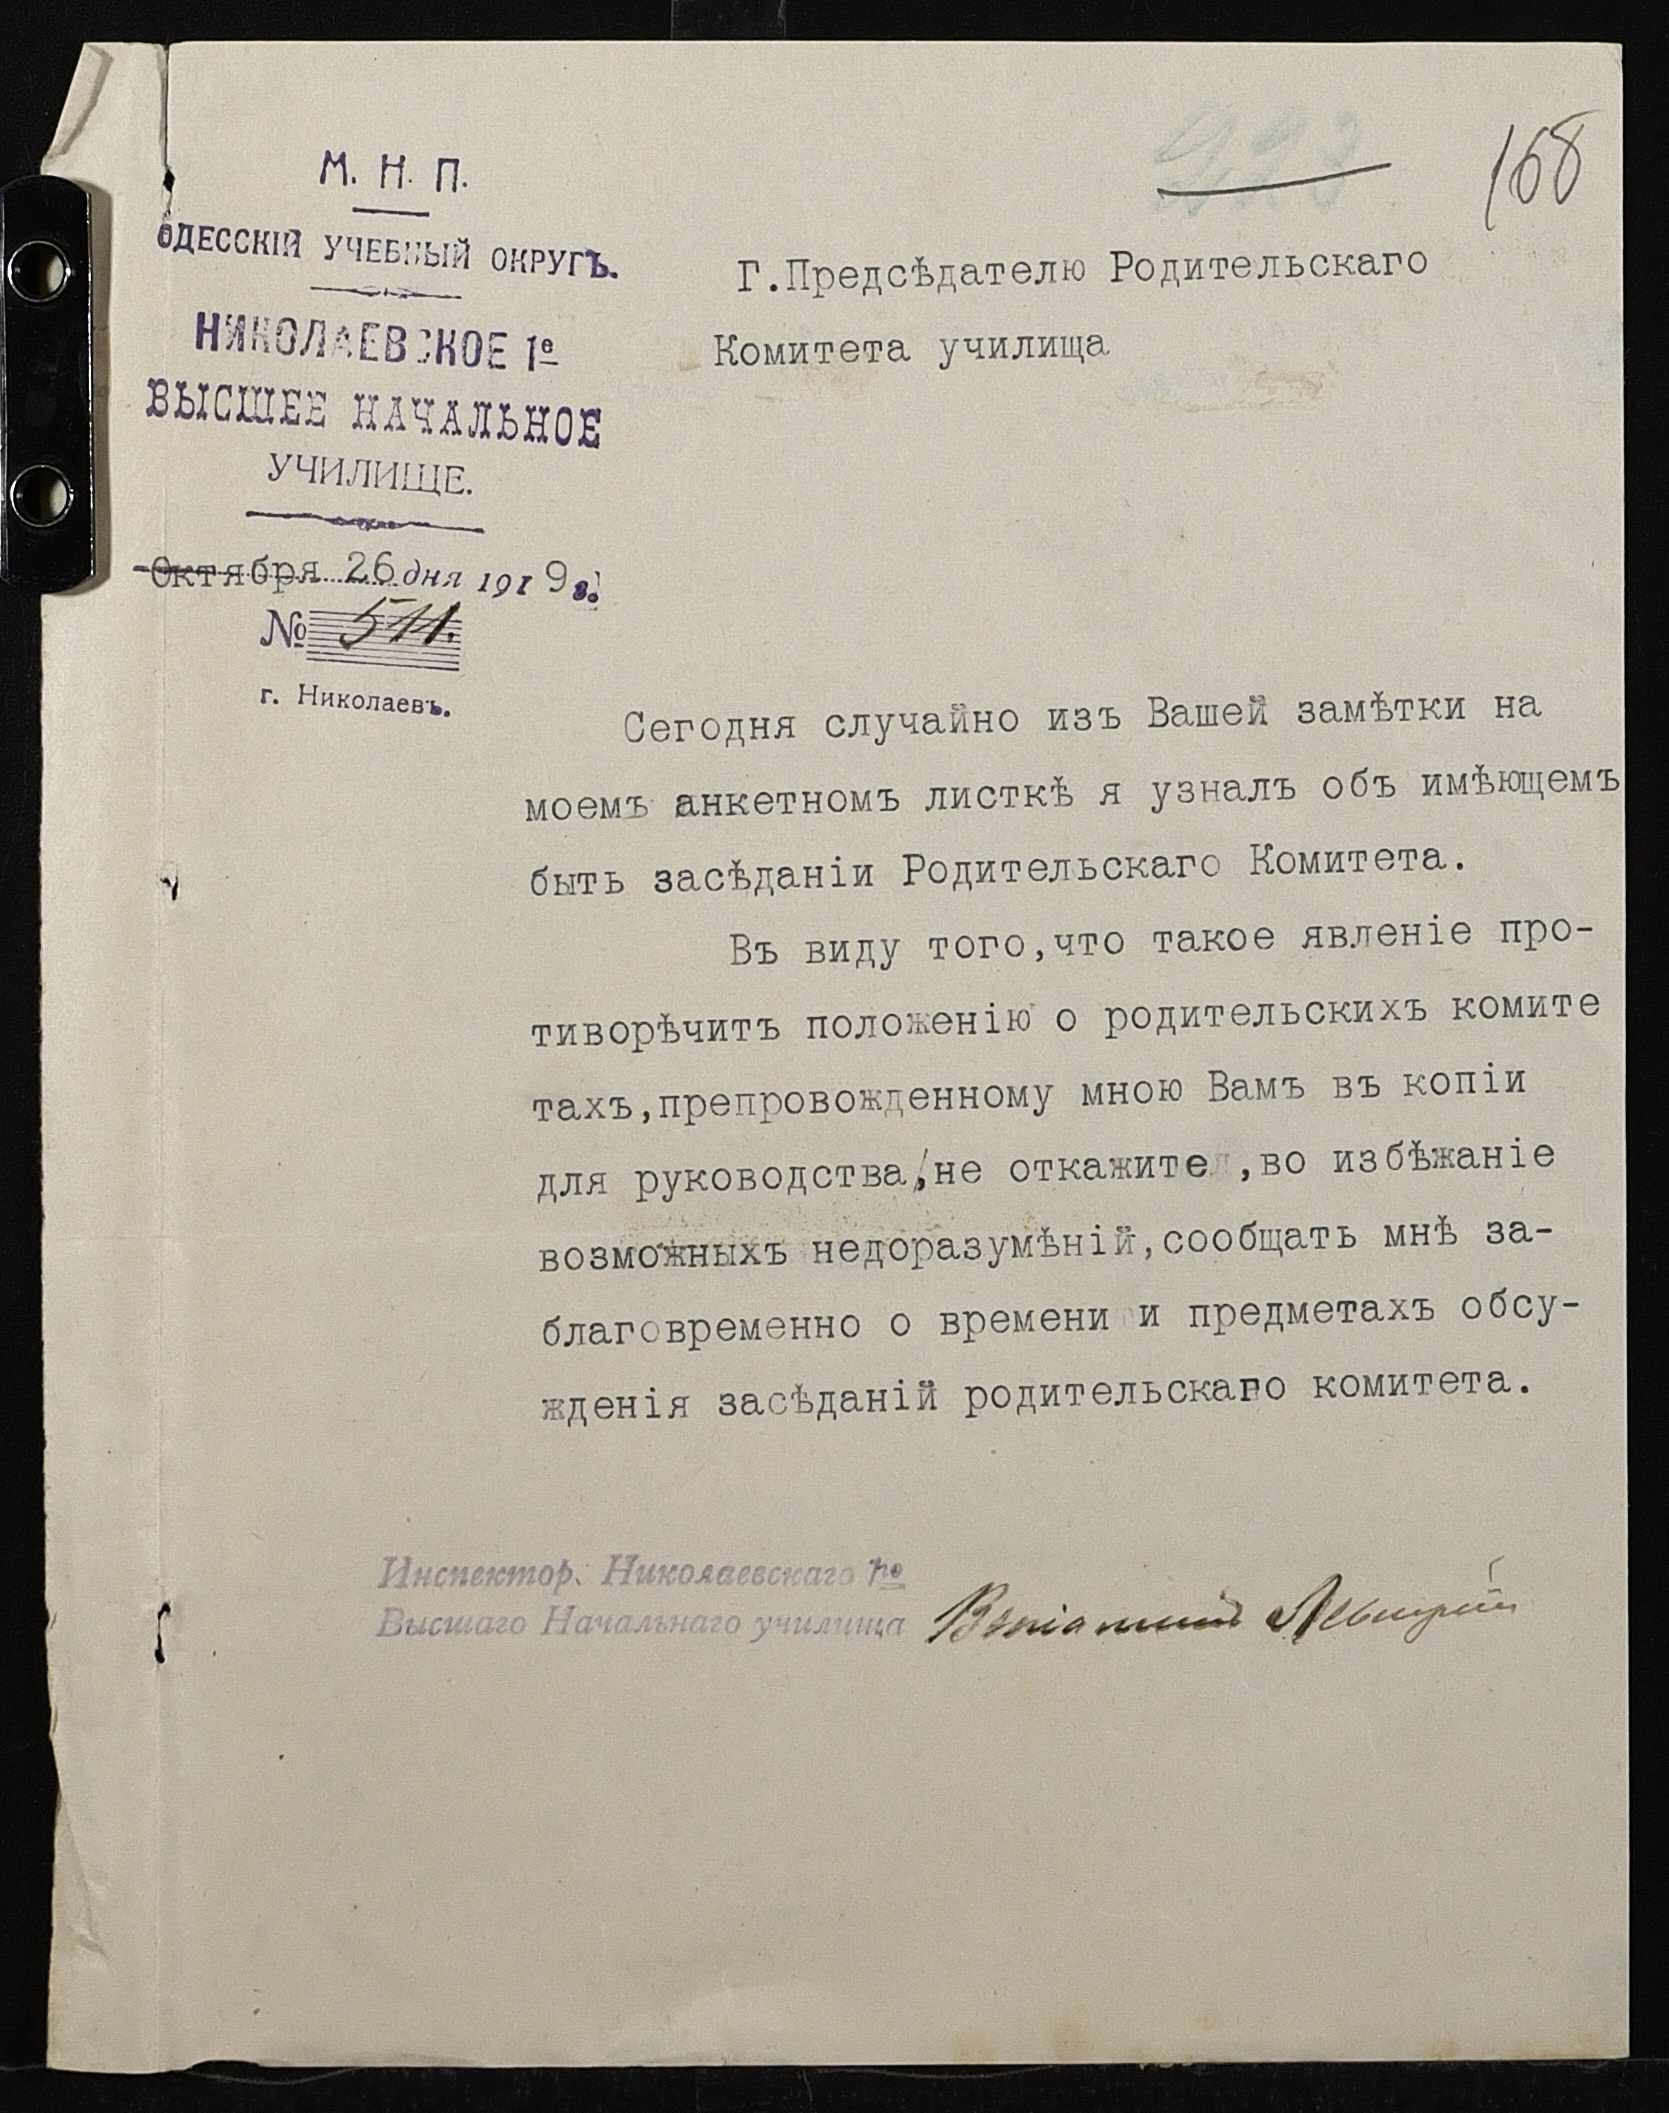 168
М. Н. П.
ОДЕССКІЙ УЧЕБНЫЙ ОКРУГЪ.
НИКОЛАЕВСКОЕ 1е
ВЫСШЕЕ НАЧАЛЬНОЕ
УЧИЛИЩЕ.
Октября 26 дня 1919 г.
№ 511.
г. Николаевъ.
Г.Предсѣдателю Родительскаго
Комитета училища
Сегодня случайно изъ Вашей замѣтки на
моемъ анкетномъ листкѣ я узналъ объ имѣющемъ
быть засѣданіи Родительскаго Комитета.
Въ виду того,что такое явленіе про-
тиворѣчитъ положенію о родительскихъ комите
тахъ,препровожденному мною Вамъ въ копіи
для руководства,не откажите,во избѣжаніе
возможныхъ недоразумѣній,сообщать мнѣ за-
благовременно о времени и предметахъ обсу-
жденія засѣданій родительскаго комитета.
Инспектор. Николаевскаго 1го
Высшаго Начальнаго училища Веніаминъ Левитскій